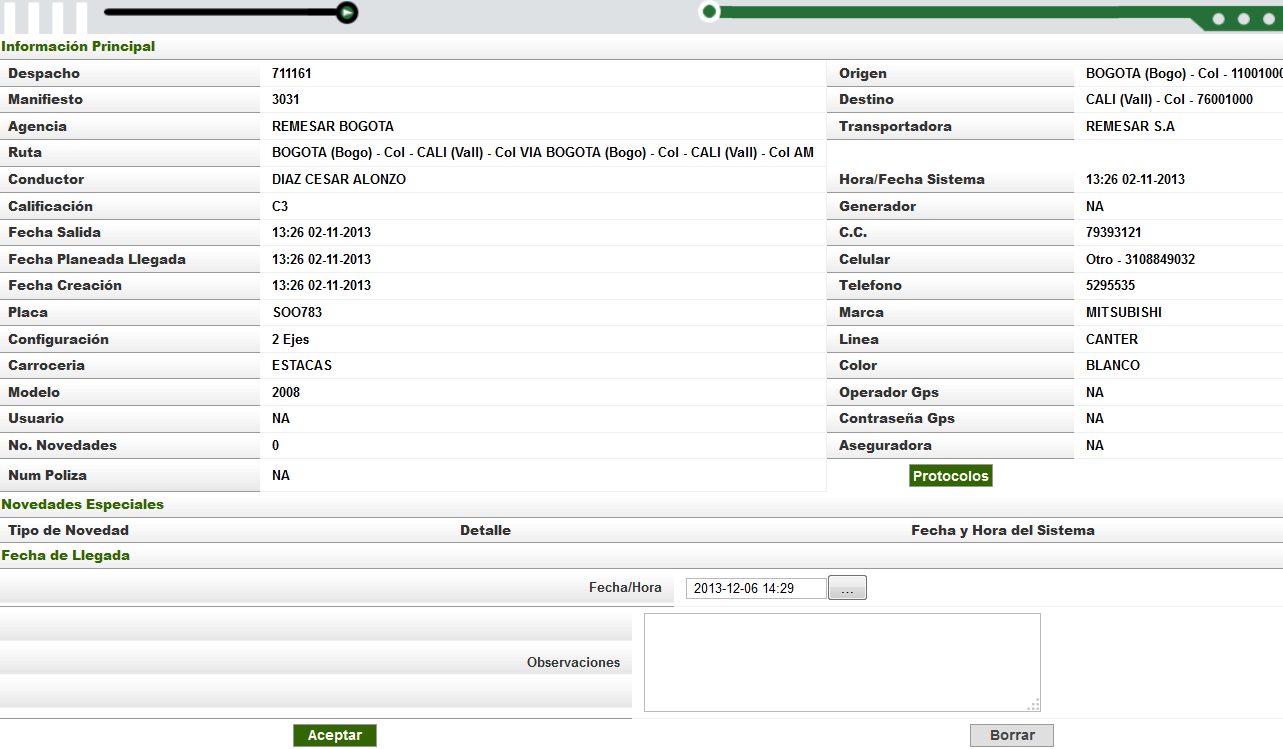 Información Principal
Despacho 711161 Origen BOGOTA (Bogo) - Col - 11001000
Manifiesto 3031 Destino CALI (Vall) - Col - 76001000
Agencia REMESAR BOGOTA Transportadora REMESAR S.A
Ruta BOGOTA (Bogo) - Col - CALI (Vall) - Col VIA BOGOTA (Bogo) - Col - CALI (Vall) - Col AM
Conductor DIAZ CESAR ALONZO Hora/Fecha Sistema 13:26 02-11-2013
Calificación C3 Generador NA
Fecha Salida 13:26 02-11-2013 C.C. 79393121
Fecha Planeada Llegada 13:26 02-11-2013 Celular Otro - 3108849032
Fecha Creación 13:26 02-11-2013 Telefono 5295535
Placa SOO783 Marca MITSUBISHI
Configuración 2 Ejes Linea CANTER
Carroceria ESTACAS Color BLANCO
Modelo 2008 Operador Gps NA
Usuario NA Contraseña Gps NA
No. Novedades 0 Aseguradora NA
Num Poliza NA Protocolos
Novedades Especiales
Tipo de Novedad Detalle Fecha y Hora del Sistema
Fecha de Llegada
Fecha/Hora 2013-12-06 14:29 ...
Observaciones
Aceptar Borrar